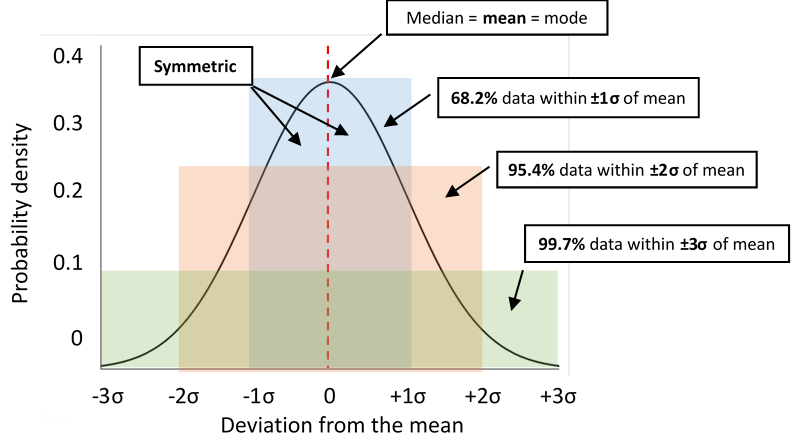 Median = mean = mode
Symmetric
68.2% data within ±1σ of mean
95.4% data within ±2σ of mean
99.7% data within ±3σ of mean
Probability density
0.4
0.3
0.2
0.1
0
-3σ -2σ -1σ 0 +1σ +2σ +3σ
Deviation from the mean